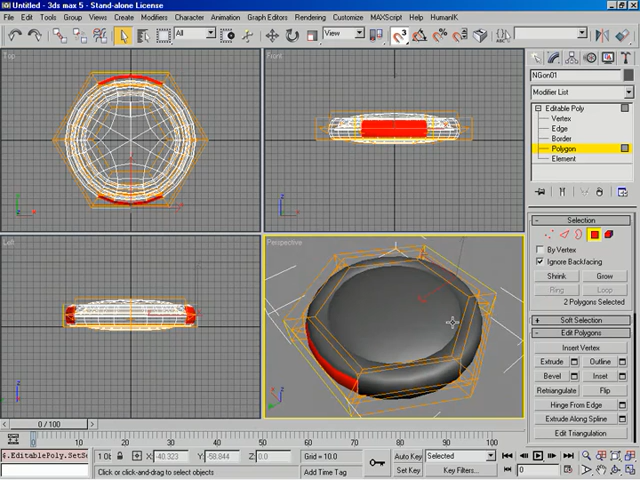 Untitled - 3ds max 5 - Stand-alone License
File Edit Tools Group Views Create Modifiers Character Animation Graph Editors Rendering Customize MAXScript Help HumanIK
All View
Top
Front
NGon01
Modifier List
Editable Poly
Vertex
Edge
Border
Polygon
Element
Selection
By Vertex
Ignore Backfacing
Shrink Grow
Ring Loop
2 Polygons Selected
Left
Perspective
Soft Selection
Edit Polygons
Insert Vertex
Extrude Outline
Bevel Inset
Retriangulate Flip
Hinge From Edge
Extrude Along Spline
Edit Triangulation
0 / 100
0 10 20 30 40 50 60 70 80 90 100
$.EditablePoly.SetSe
X: -40.323 Y: -58.844 Z: 0.0 Grid = 10.0
Auto Key Selected
Click or click-and-drag to select objects Add Time Tag
Set Key Key Filters...
0